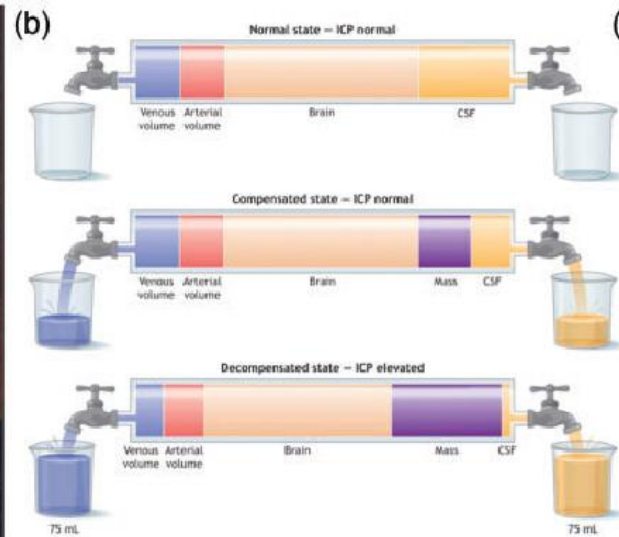 (b)
(
Normal state — ICP normal
Venous volume
Arterial volume
Brain
CSF
Compensated state — ICP normal
Venous volume
Arterial volume
Brain
Mass
CSF
Decompensated state — ICP elevated
Venous volume
Arterial volume
Brain
Mass
CSF
75 mL
75 mL